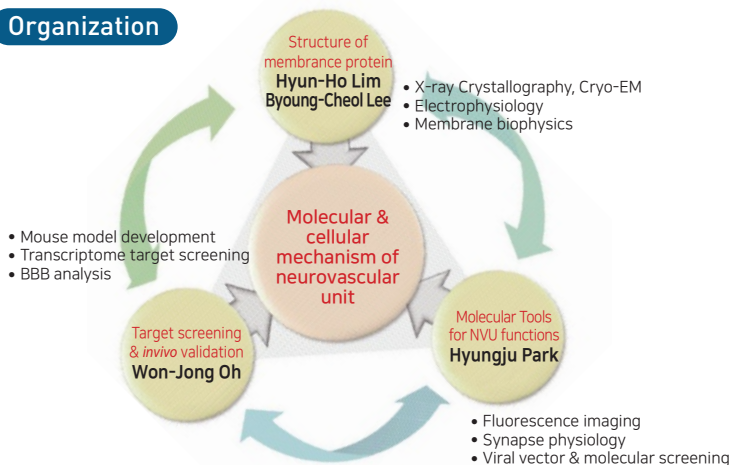 Organization
Structure of
membrance protein
Hyun-Ho Lim
Byoung-Cheol Lee
• X-ray Crystallography, Cryo-EM
• Electrophysiology
• Membrane biophysics
Molecular &
cellular
mechanism of
neurovascular
unit
• Mouse model development
• Transcriptome target screening
• BBB analysis
Target screening
& invivo validation
Won-Jong Oh
Molecular Tools
for NVU functions
Hyungju Park
• Fluorescence imaging
• Synapse physiology
• Viral vector & molecular screening